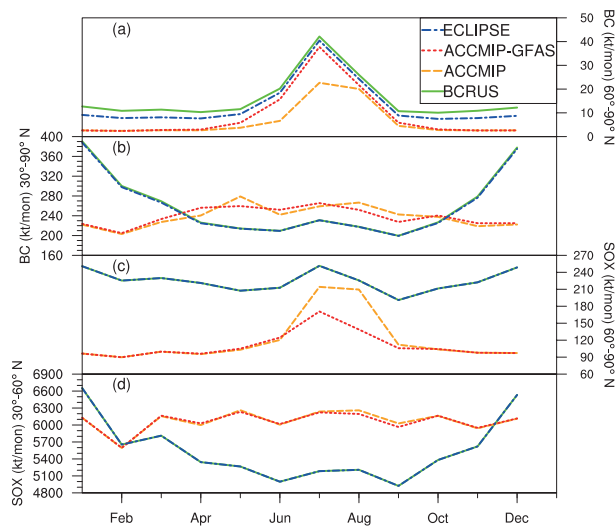 (a)
ECLIPSE
ACCMIP-GFAS
ACCMIP
BCRUS
50
40
30
20
10
0
BC (kt/mon) 60°-90° N
(b)
400
360
320
280
240
200
160
BC (kt/mon) 30°-90° N
(c)
270
240
210
180
150
120
90
60
SOX (kt/mon) 60°-90° N
(d)
6900
6600
6300
6000
5700
5400
5100
4800
SOX (kt/mon) 30°-60° N
Feb Apr Jun Aug Oct Dec